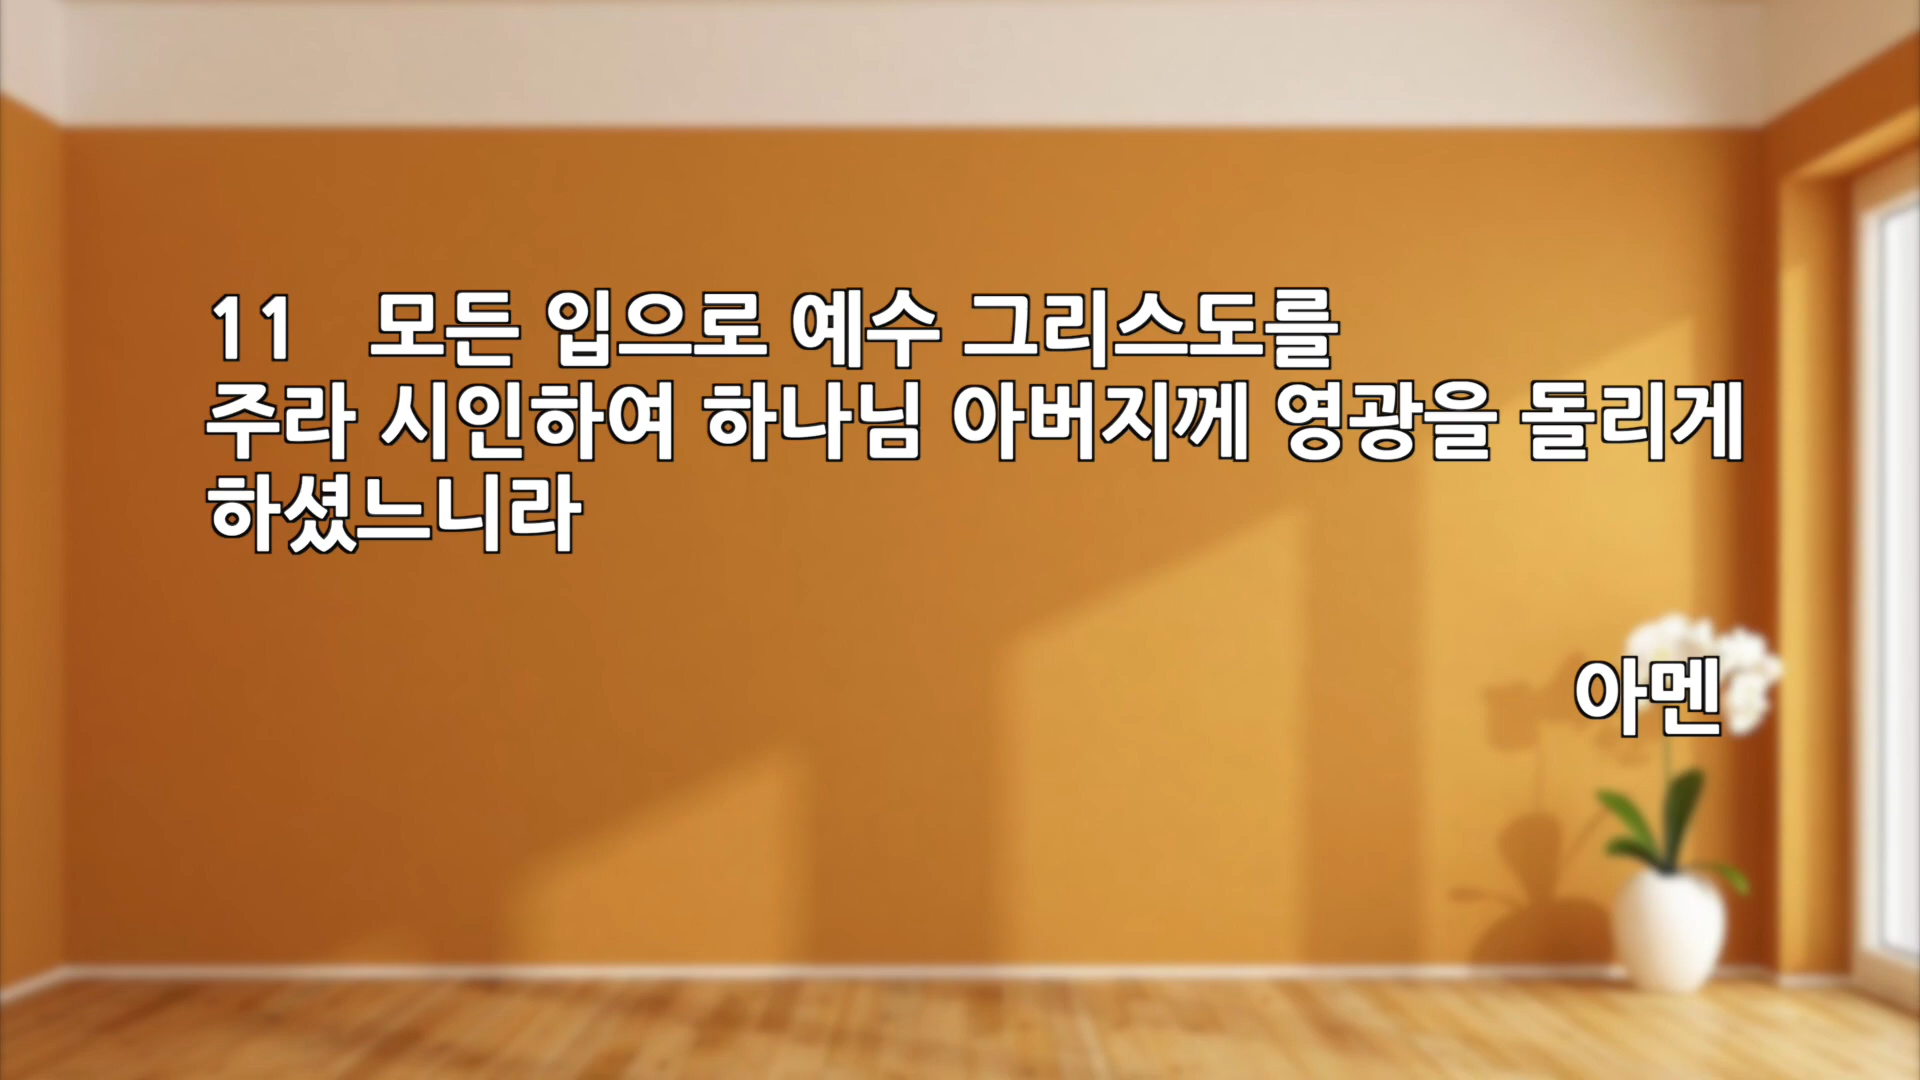 11 모든 입으로 예수 그리스도를
주라 시인하여 하나님 아버지께 영광을 돌리게
하셨느니라
아멘